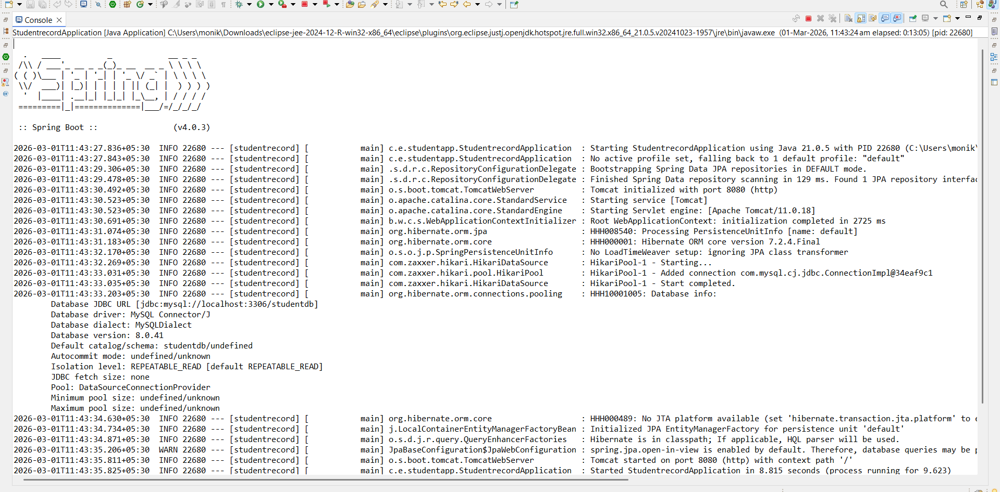 Console
StudentrecordApplication [Java Application] C:\Users\monik\Downloads\eclipse-jee-2024-12-R-win32-x86_64\eclipse\plugins\org.eclipse.justj.openjdk.hotspot.jre.full.win32.x86_64_21.0.5.v20241023-1957\jre\bin\javaw.exe (01-Mar-2026, 11:43:24 am elapsed: 0:13:05) [pid: 22680]
  .   ____          _            __ _ _
 /\\ / ___'_ __ _ _(_)_ __  __ _ \ \ \ \
( ( )\___ | '_ | '_| | '_ \/ _` | \ \ \ \
 \\/  ___)| |_)| | | | | || (_| |  ) ) ) )
  '  |____| .__|_| |_|_| |_\__, | / / / /
 =========|_|==============|___/=/_/_/_/
 :: Spring Boot ::                (v4.0.3)
2026-03-01T11:43:27.836+05:30  INFO 22680 --- [studentrecord] [           main] c.e.studentapp.StudentrecordApplication  : Starting StudentrecordApplication using Java 21.0.5 with PID 22680 (C:\Users\monik\
2026-03-01T11:43:27.843+05:30  INFO 22680 --- [studentrecord] [           main] c.e.studentapp.StudentrecordApplication  : No active profile set, falling back to 1 default profile: "default"
2026-03-01T11:43:29.306+05:30  INFO 22680 --- [studentrecord] [           main] .s.d.r.c.RepositoryConfigurationDelegate : Bootstrapping Spring Data JPA repositories in DEFAULT mode.
2026-03-01T11:43:29.478+05:30  INFO 22680 --- [studentrecord] [           main] .s.d.r.c.RepositoryConfigurationDelegate : Finished Spring Data repository scanning in 129 ms. Found 1 JPA repository interfac
2026-03-01T11:43:30.492+05:30  INFO 22680 --- [studentrecord] [           main] o.s.boot.tomcat.TomcatWebServer          : Tomcat initialized with port 8080 (http)
2026-03-01T11:43:30.523+05:30  INFO 22680 --- [studentrecord] [           main] o.apache.catalina.core.StandardService   : Starting service [Tomcat]
2026-03-01T11:43:30.523+05:30  INFO 22680 --- [studentrecord] [           main] o.apache.catalina.core.StandardEngine    : Starting Servlet engine: [Apache Tomcat/11.0.18]
2026-03-01T11:43:30.691+05:30  INFO 22680 --- [studentrecord] [           main] b.w.c.s.WebApplicationContextInitializer : Root WebApplicationContext: initialization completed in 2725 ms
2026-03-01T11:43:31.074+05:30  INFO 22680 --- [studentrecord] [           main] org.hibernate.orm.jpa                    : HHH008540: Processing PersistenceUnitInfo [name: default]
2026-03-01T11:43:31.183+05:30  INFO 22680 --- [studentrecord] [           main] org.hibernate.orm.core                   : HHH000001: Hibernate ORM core version 7.2.4.Final
2026-03-01T11:43:32.170+05:30  INFO 22680 --- [studentrecord] [           main] o.s.o.j.p.SpringPersistenceUnitInfo      : No LoadTimeWeaver setup: ignoring JPA class transformer
2026-03-01T11:43:32.269+05:30  INFO 22680 --- [studentrecord] [           main] com.zaxxer.hikari.HikariDataSource       : HikariPool-1 - Starting...
2026-03-01T11:43:33.031+05:30  INFO 22680 --- [studentrecord] [           main] com.zaxxer.hikari.pool.HikariPool        : HikariPool-1 - Added connection com.mysql.cj.jdbc.ConnectionImpl@34eaf9c1
2026-03-01T11:43:33.035+05:30  INFO 22680 --- [studentrecord] [           main] com.zaxxer.hikari.HikariDataSource       : HikariPool-1 - Start completed.
2026-03-01T11:43:33.203+05:30  INFO 22680 --- [studentrecord] [           main] org.hibernate.orm.connections.pooling    : HHH10001005: Database info:
	Database JDBC URL [jdbc:mysql://localhost:3306/studentdb]
	Database driver: MySQL Connector/J
	Database dialect: MySQLDialect
	Database version: 8.0.41
	Default catalog/schema: studentdb/undefined
	Autocommit mode: undefined/unknown
	Isolation level: REPEATABLE_READ [default REPEATABLE_READ]
	JDBC fetch size: none
	Pool: DataSourceConnectionProvider
	Minimum pool size: undefined/unknown
	Maximum pool size: undefined/unknown
2026-03-01T11:43:34.630+05:30  INFO 22680 --- [studentrecord] [           main] org.hibernate.orm.core                   : HHH000489: No JTA platform available (set 'hibernate.transaction.jta.platform' to e
2026-03-01T11:43:34.734+05:30  INFO 22680 --- [studentrecord] [           main] j.LocalContainerEntityManagerFactoryBean : Initialized JPA EntityManagerFactory for persistence unit 'default'
2026-03-01T11:43:34.871+05:30  INFO 22680 --- [studentrecord] [           main] o.s.d.j.r.query.QueryEnhancerFactories   : Hibernate is in classpath; If applicable, HQL parser will be used.
2026-03-01T11:43:35.206+05:30  WARN 22680 --- [studentrecord] [           main] JpaBaseConfiguration$JpaWebConfiguration : spring.jpa.open-in-view is enabled by default. Therefore, database queries may be p
2026-03-01T11:43:35.811+05:30  INFO 22680 --- [studentrecord] [           main] o.s.boot.tomcat.TomcatWebServer          : Tomcat started on port 8080 (http) with context path '/'
2026-03-01T11:43:35.825+05:30  INFO 22680 --- [studentrecord] [           main] c.e.studentapp.StudentrecordApplication  : Started StudentrecordApplication in 8.815 seconds (process running for 9.623)